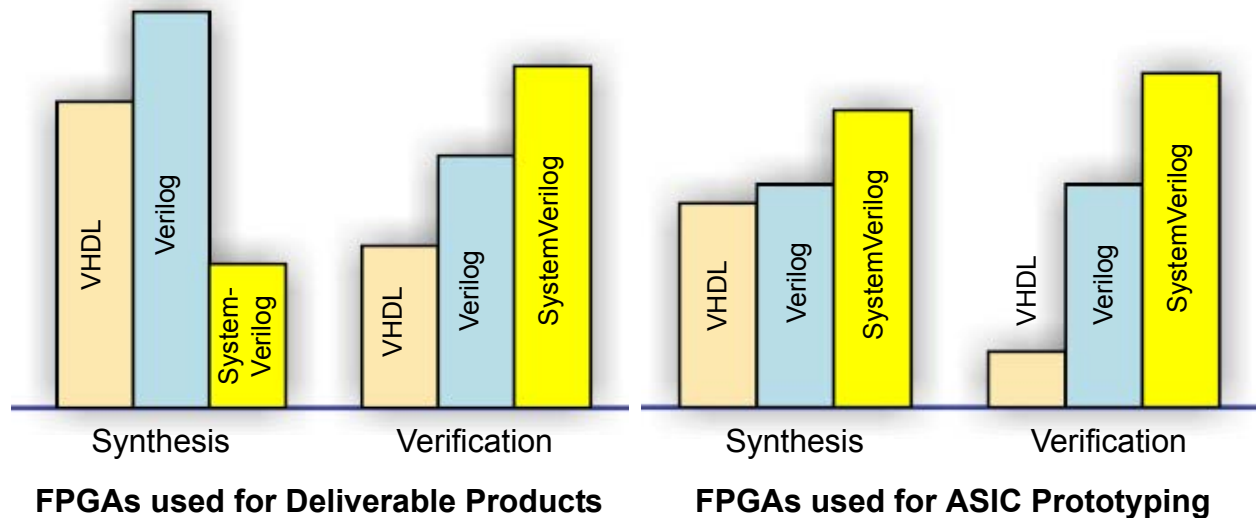 VHDL
Verilog
System-
Verilog
VHDL
Verilog
SystemVerilog
VHDL
Verilog
SystemVerilog
VHDL
Verilog
SystemVerilog
Synthesis
Verification
Synthesis
Verification
FPGAs used for Deliverable Products
FPGAs used for ASIC Prototyping